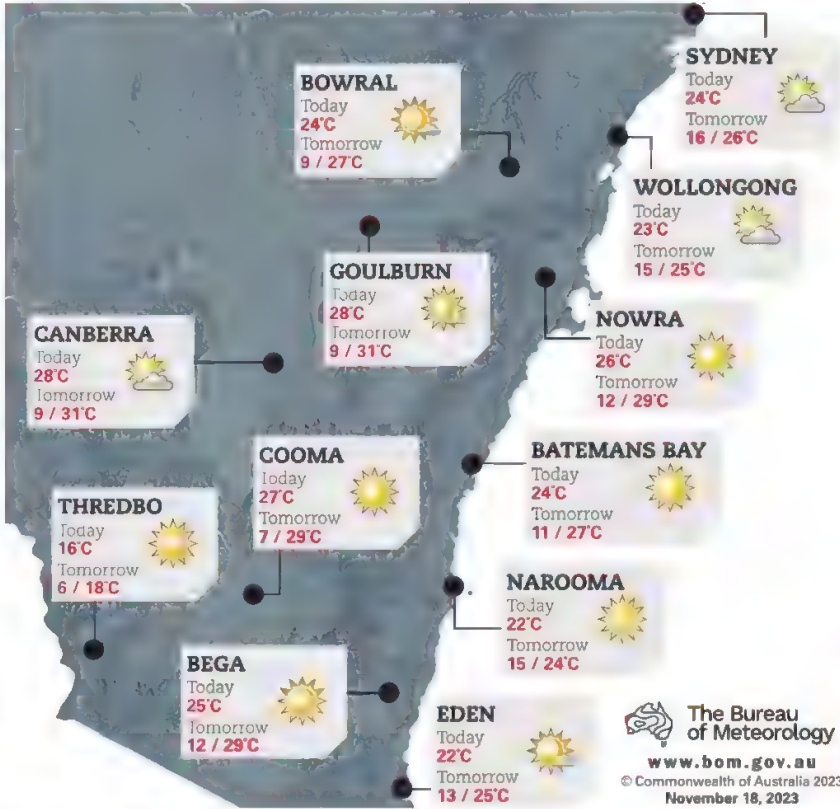 SYDNEY
Today
24°C
Tomorrow
16 / 26°C
BOWRAL
Today
24°C
Tomorrow
9 / 27°C
WOLLONGONG
Today
23°C
Tomorrow
15 / 25°C
GOULBURN
Today
28°C
Tomorrow
9 / 31°C
NOWRA
Today
26°C
Tomorrow
12 / 29°C
CANBERRA
Today
28°C
Tomorrow
9 / 31°C
COOMA
Today
27°C
Tomorrow
7 / 29°C
BATEMANS BAY
Today
24°C
Tomorrow
11 / 27°C
THREDBO
Today
16°C
Tomorrow
6 / 18°C
NAROOMA
Today
22°C
Tomorrow
15 / 24°C
BEGA
Today
25°C
Tomorrow
12 / 29°C
EDEN
Today
22°C
Tomorrow
13 / 25°C
The Bureau
of Meteorology
www.bom.gov.au
© Commonwealth of Australia 2023
November 18, 2023